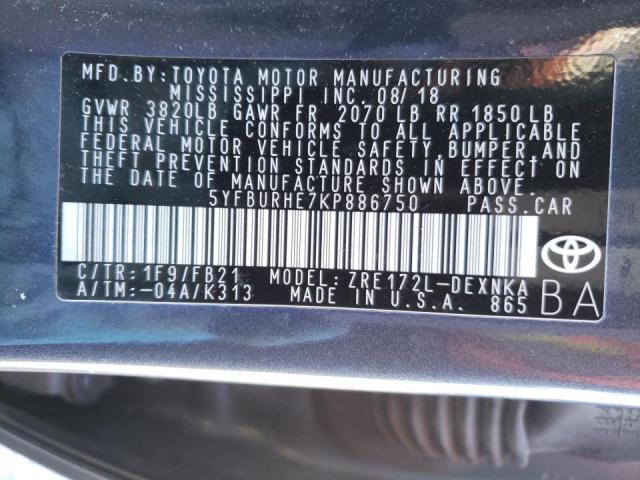 MFD.BY:TOYOTA MOTOR MANUFACTURING
MISSISSIPPI INC. 08/18
GVWR 3820LB GAWR FR 2070 LB RR 1850 LB
THIS VEHICLE CONFORMS TO ALL APPLICABLE
FEDERAL MOTOR VEHICLE SAFETY, BUMPER, AND
THEFT PREVENTION STANDARDS IN EFFECT ON
THE DATE OF MANUFACTURE SHOWN ABOVE.
5YFBURHE7KP886750 PASS.CAR
C/TR:1F9/FB21 MODEL:ZRE172L-DEXNKA
A/TM:-04A/K313 MADE IN U.S.A. 865
BA